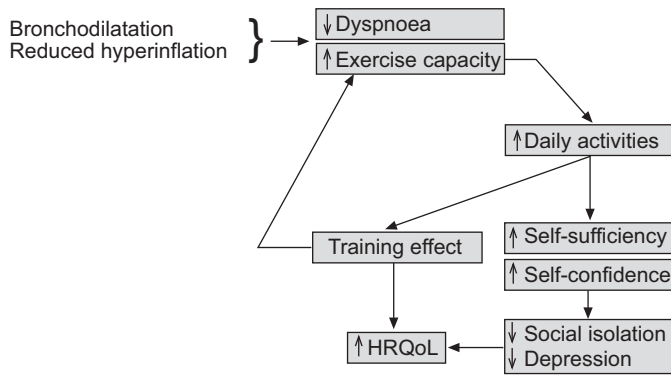 Bronchodilatation
Reduced hyperinflation
}
↓ Dyspnoea
↑ Exercise capacity
↑ Daily activities
Training effect
↑ Self-sufficiency
↑ Self-confidence
↑ HRQoL
↓ Social isolation
↓ Depression